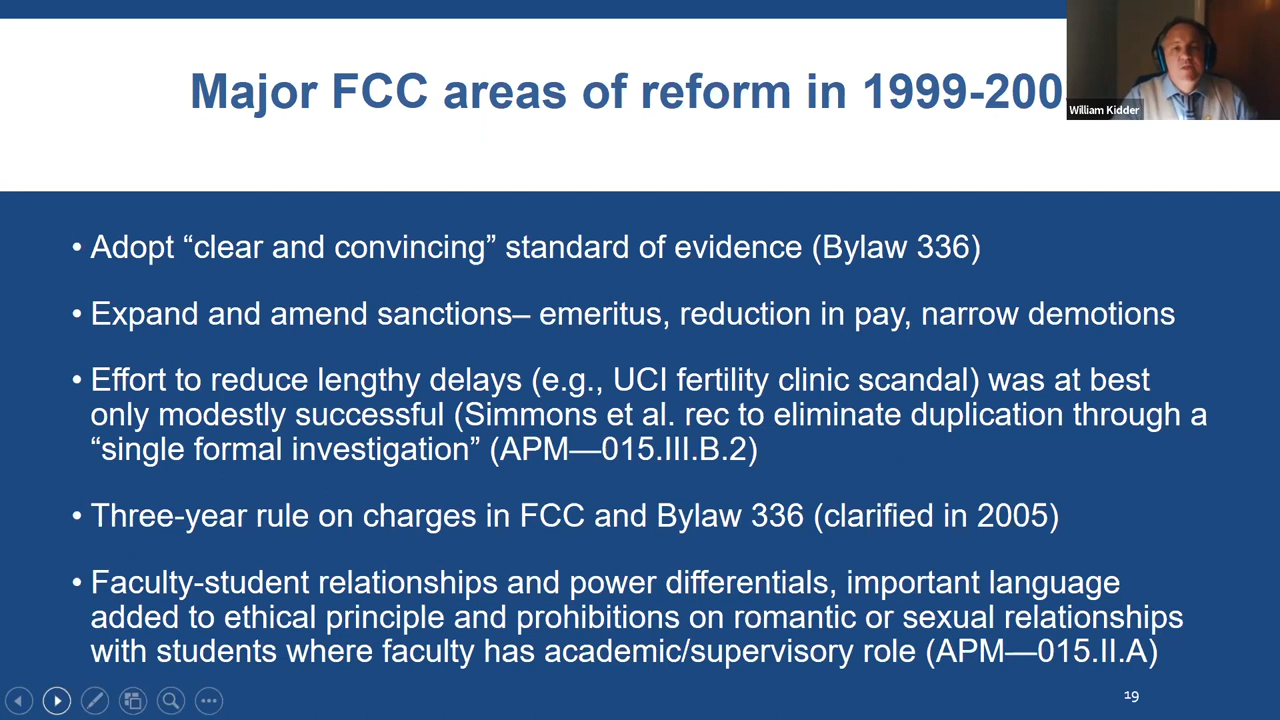 Major FCC areas of reform in 1999-200
William Kidder
• Adopt “clear and convincing” standard of evidence (Bylaw 336)
• Expand and amend sanctions– emeritus, reduction in pay, narrow demotions
• Effort to reduce lengthy delays (e.g., UCI fertility clinic scandal) was at best
only modestly successful (Simmons et al. rec to eliminate duplication through a
“single formal investigation” (APM—015.III.B.2)
• Three-year rule on charges in FCC and Bylaw 336 (clarified in 2005)
• Faculty-student relationships and power differentials, important language
added to ethical principle and prohibitions on romantic or sexual relationships
with students where faculty has academic/supervisory role (APM—015.II.A)
19